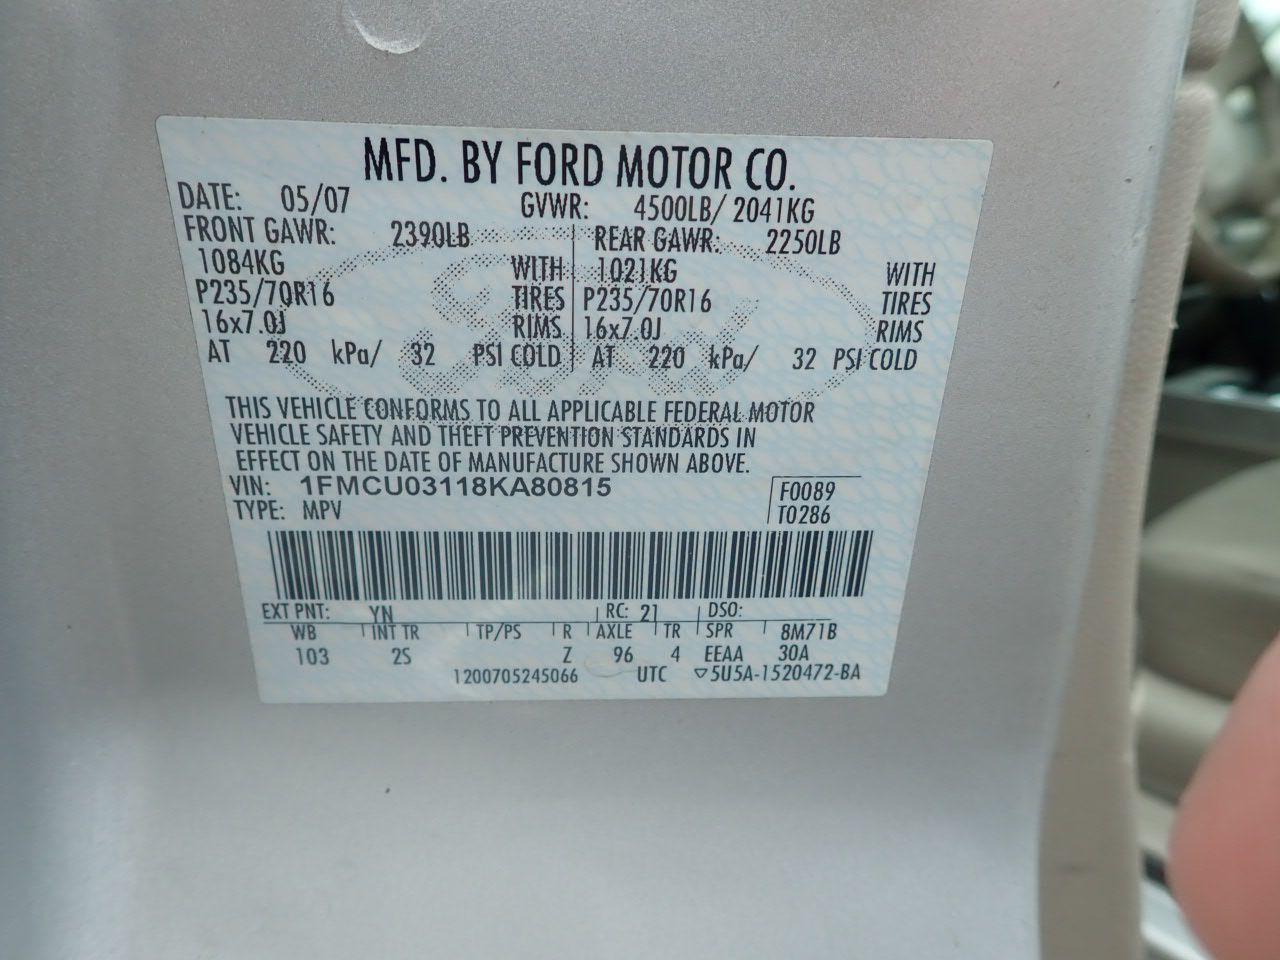 MFD. BY FORD MOTOR CO.
DATE: 05/07 GVWR: 4500LB/ 2041KG
FRONT GAWR: 2390LB REAR GAWR: 2250LB
1084KG WITH 1021KG WITH
P235/70R16 TIRES P235/70R16 TIRES
16x7.0J RIMS 16x7.0J RIMS
AT 220 kPa/ 32 PSI COLD AT 220 kPa/ 32 PSI COLD
THIS VEHICLE CONFORMS TO ALL APPLICABLE FEDERAL MOTOR
VEHICLE SAFETY AND THEFT PREVENTION STANDARDS IN
EFFECT ON THE DATE OF MANUFACTURE SHOWN ABOVE.
VIN: 1FMCU03118KA80815 F0089
TYPE: MPV T0286
EXT PNT: YN RC: 21 DSO:
WB INT TR TP/PS R AXLE TR SPR 8M71B
103 2S Z 96 4 EEAA 30A
1200705245066 UTC ▽5U5A-1520472-BA